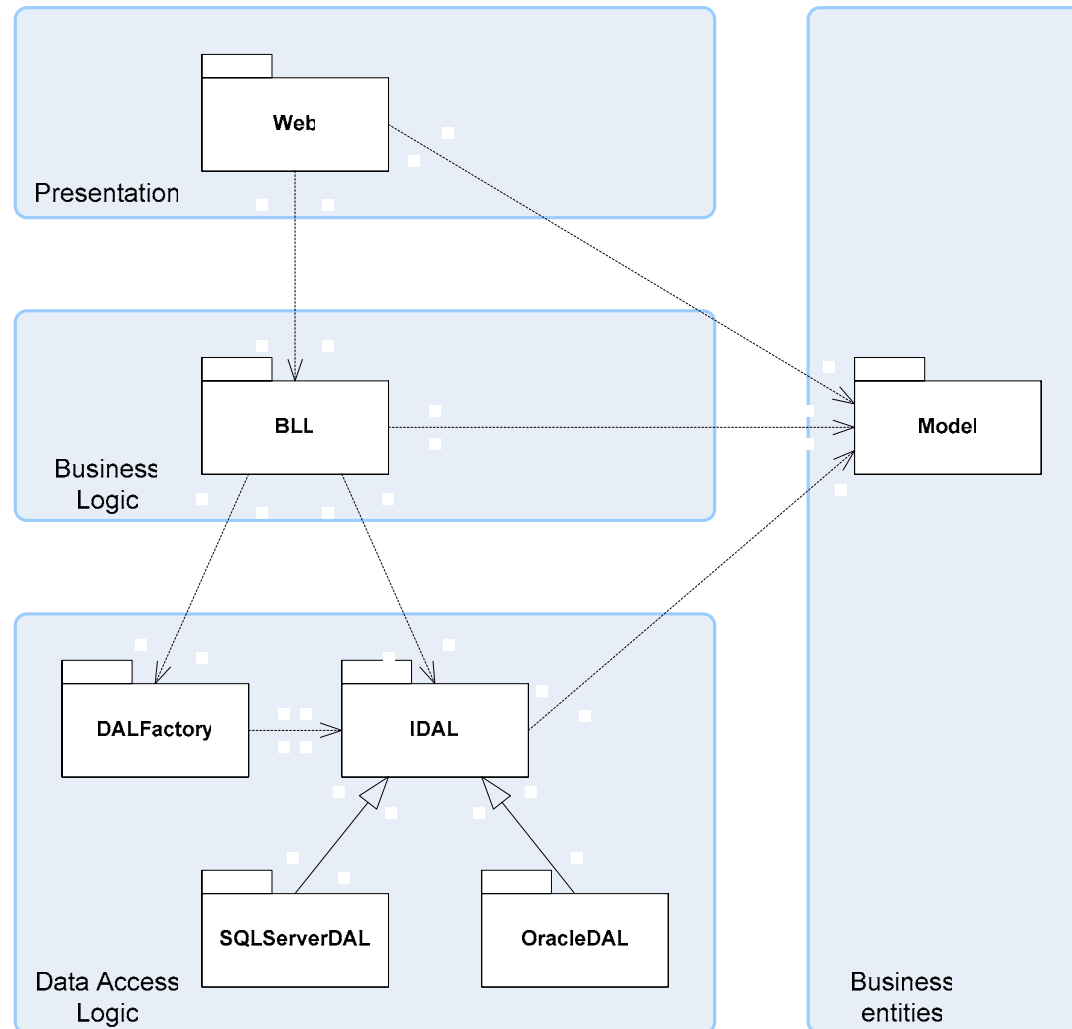 Web
Presentation
BLL
Model
Business
Logic
DALFactory
IDAL
SQLServerDAL
OracleDAL
Data Access
Logic
Business
entities